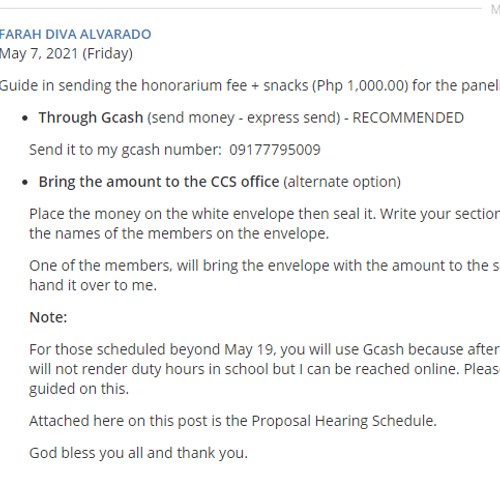 M
FARAH DIVA ALVARADO
May 7, 2021 (Friday)
Guide in sending the honorarium fee + snacks (Php 1,000.00) for the panel
• Through Gcash (send money - express send) - RECOMMENDED
Send it to my gcash number: 09177795009
• Bring the amount to the CCS office (alternate option)
Place the money on the white envelope then seal it. Write your section
the names of the members on the envelope.
One of the members, will bring the envelope with the amount to the s
hand it over to me.
Note:
For those scheduled beyond May 19, you will use Gcash because after
will not render duty hours in school but I can be reached online. Pleas
guided on this.
Attached here on this post is the Proposal Hearing Schedule.
God bless you all and thank you.